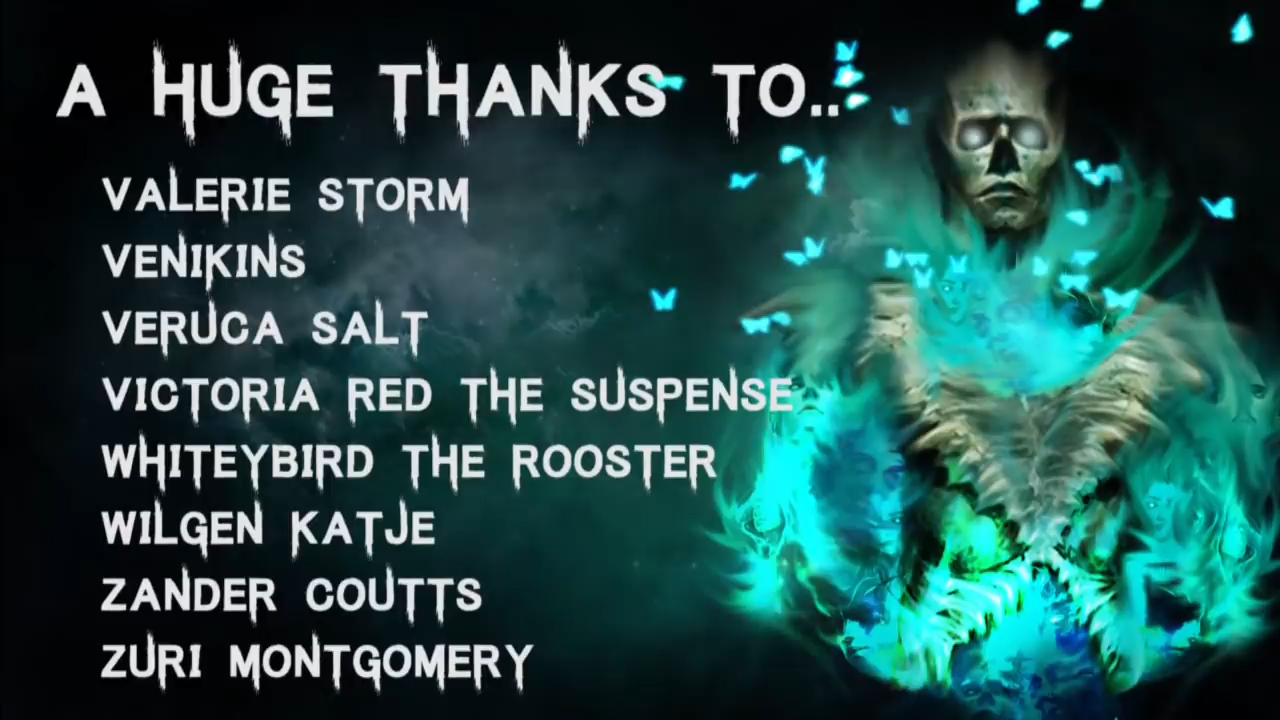 A HUGE THANKS TO..
VALERIE STORM
VENIKINS
VERUCA SALT
VICTORIA RED THE SUSPENSE
WHITEYBIRD THE ROOSTER
WILGEN KATJE
ZANDER COUTTS
ZURI MONTGOMERY